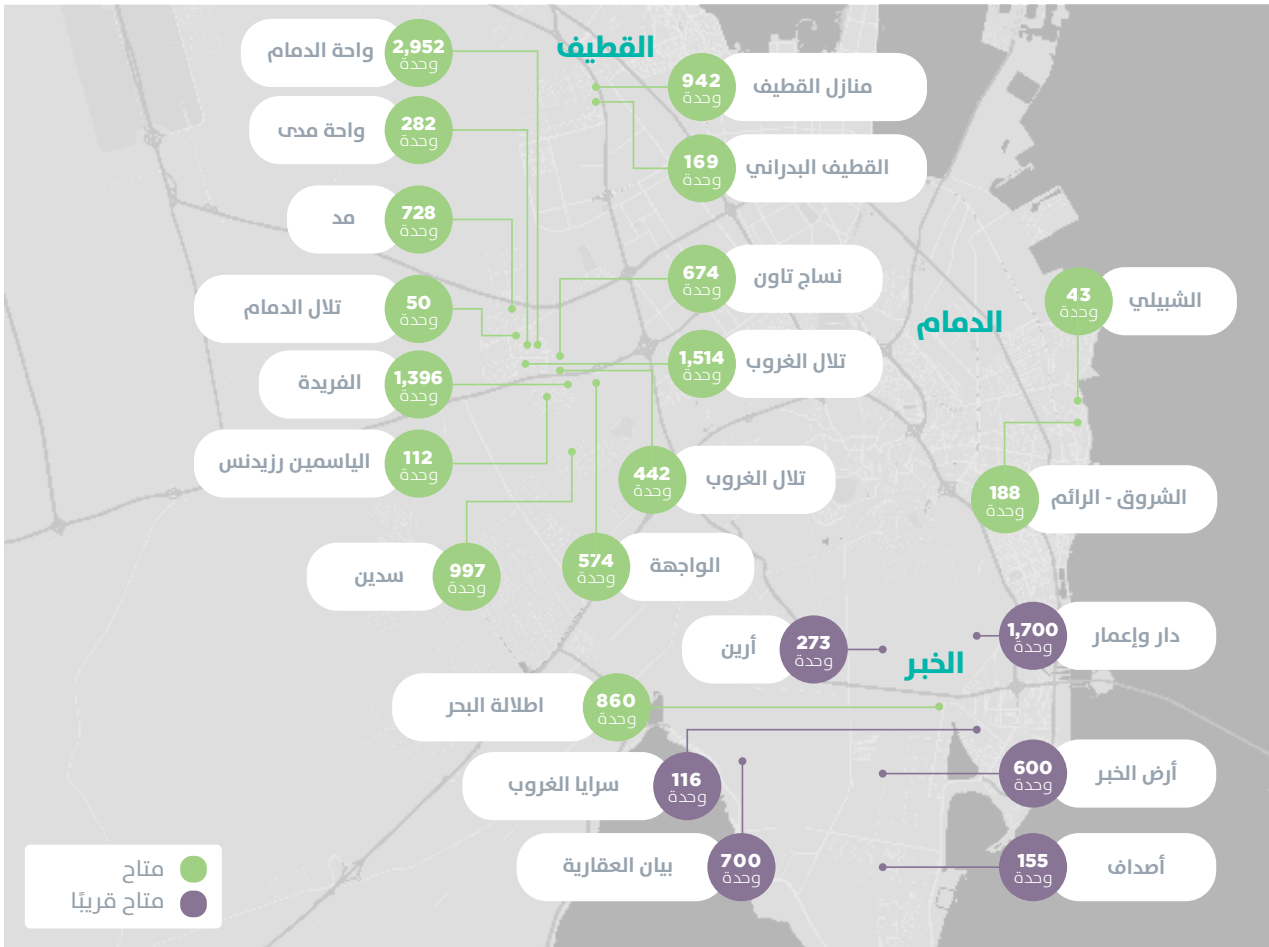 القطيف
منازل القطيف
942
وحدة
القطيف البدراني
169
وحدة
واحة الدمام
2,952
وحدة
واحة مدى
282
وحدة
مد
728
وحدة
تلال الدمام
50
وحدة
الفريدة
1,396
وحدة
الياسمين رزيدنس
112
وحدة
سدين
997
وحدة
نساج تاون
674
وحدة
تلال الغروب
1,514
وحدة
تلال الغروب
442
وحدة
الواجهة
574
وحدة
الدمام
الشبيلي
43
وحدة
الشروق - الرائم
188
وحدة
الخبر
دار وإعمار
1,700
وحدة
أرين
273
وحدة
اطلالة البحر
860
وحدة
سرايا الغروب
116
وحدة
بيان العقارية
700
وحدة
أرض الخبر
600
وحدة
أصداف
155
وحدة
متاح
متاح قريبًا